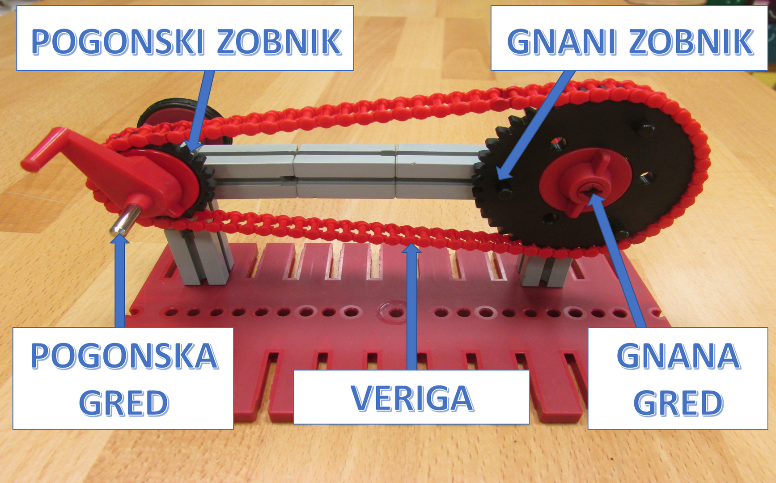 POGONSKI ZOBNIK
GNANI ZOBNIK
POGONSKA
GRED
VERIGA
GNANA
GRED